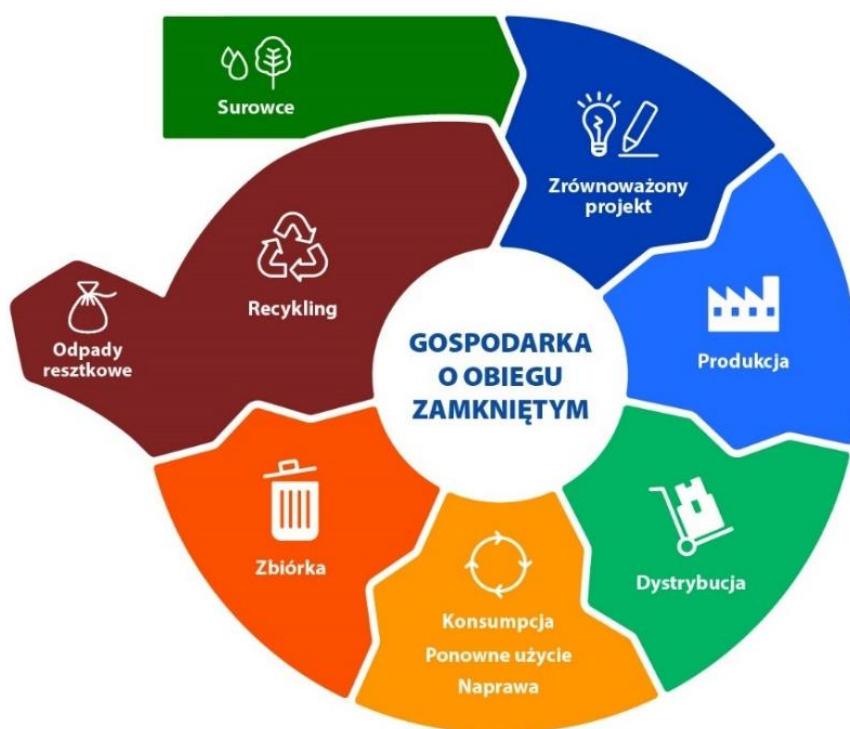 Surowce
Zrównoważony
projekt
Produkcja
Dystrybucja
Konsumpcja
Ponowne użycie
Naprawa
Zbiórka
Recykling
Odpady
resztkowe
GOSPODARKA
O OBIEGU
ZAMKNIĘTYM